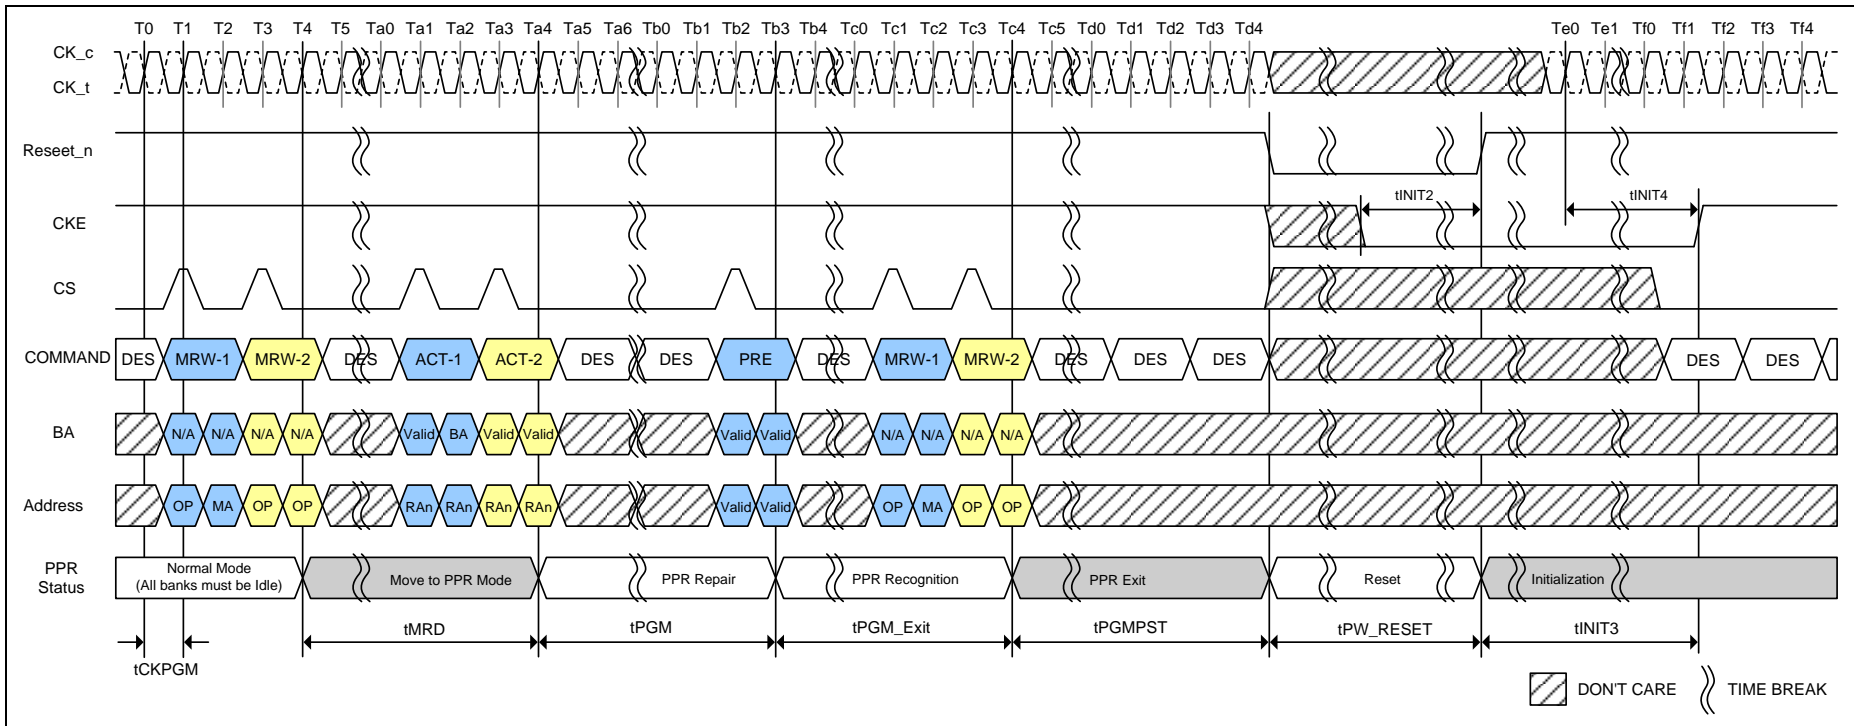 T0 T1 T2 T3 T4 T5 Ta0 Ta1 Ta2 Ta3 Ta4 Ta5 Ta6 Tb0 Tb1 Tb2 Tb3 Tb4 Tc0 Tc1 Tc2 Tc3 Tc4 Tc5 Td0 Td1 Td2 Td3 Td4 Te0 Te1 Tf0 Tf1 Tf2 Tf3 Tf4
CK_c
CK_t
Reseet_n
CKE tINIT2 tINIT4
CS
COMMAND DES MRW-1 MRW-2 DES ACT-1 ACT-2 DES DES PRE DES MRW-1 MRW-2 DES DES DES DES DES
BA N/A N/A N/A N/A Valid BA Valid Valid Valid Valid N/A N/A N/A N/A
Address OP MA OP OP RAn RAn RAn RAn Valid Valid OP MA OP OP
PPR Status Normal Mode (All banks must be Idle) Move to PPR Mode PPR Repair PPR Recognition PPR Exit Reset Initialization
tMRD tPGM tPGM_Exit tPGMPST tPW_RESET tINIT3
tCKPGM
DON'T CARE TIME BREAK